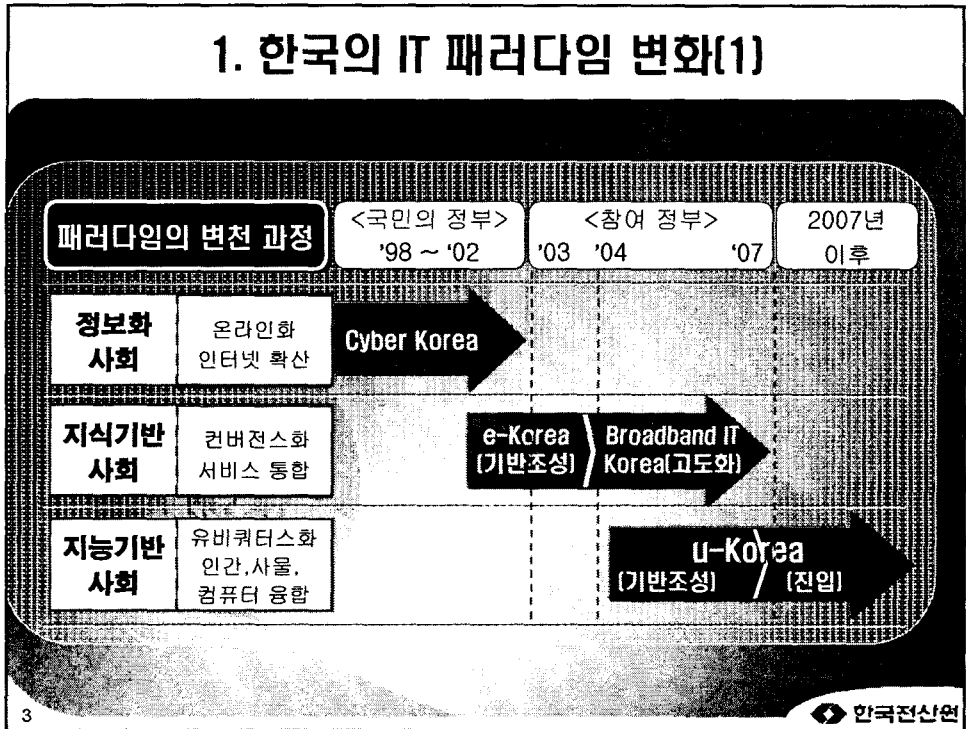 1. 한국의 IT 패러다임 변화(1)
패러다임의 변천 과정
<국민의 정부>
'98 ~ '02
<참여 정부>
'03 '04 '07
2007년
이후
정보화
사회
온라인화
인터넷 확산
Cyber Korea
지식기반
사회
컨버전스화
서비스 통합
e-Korea
(기반조성)
Broadband IT
Korea(고도화)
지능기반
사회
유비쿼터스화
인간,사물,
컴퓨터 융합
u-Korea
(기반조성) (진입)
3
한국전산원